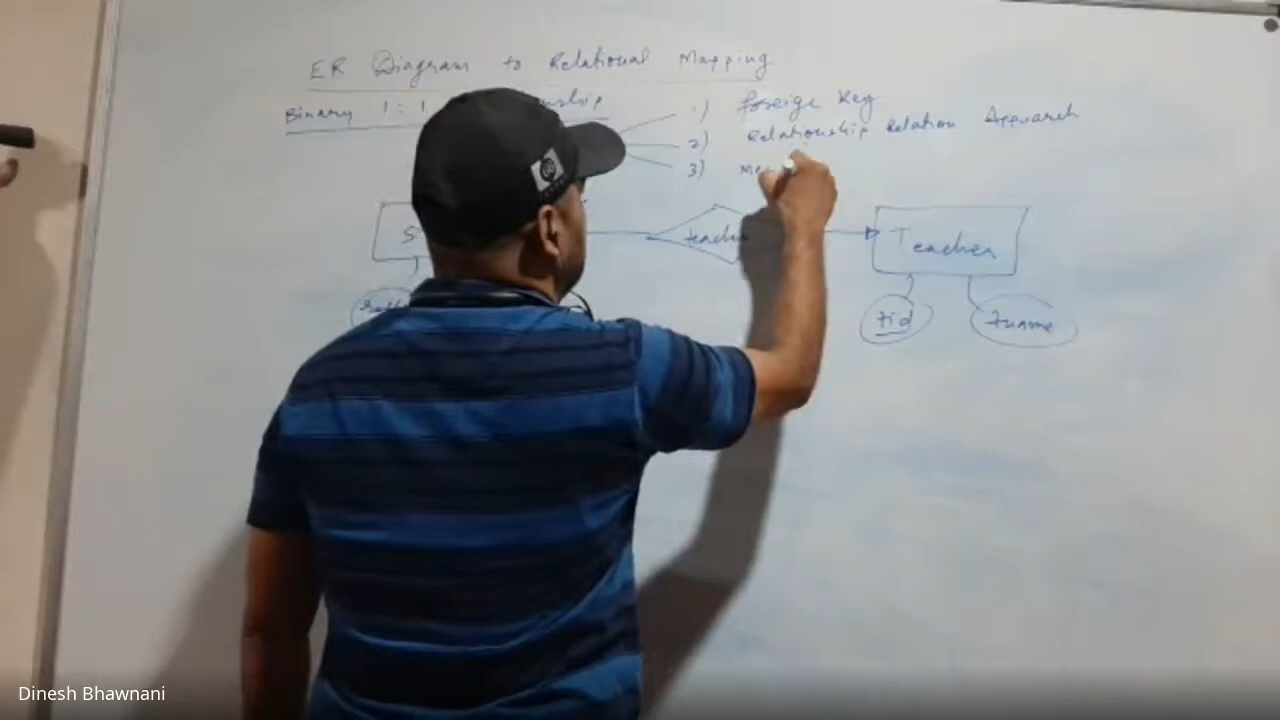 ER Diagram to Relational Mapping
Binary 1:1
1) foreign Key
2) Relationship Relation Approach
3)
Teacher
tid
tname
Dinesh Bhawnani